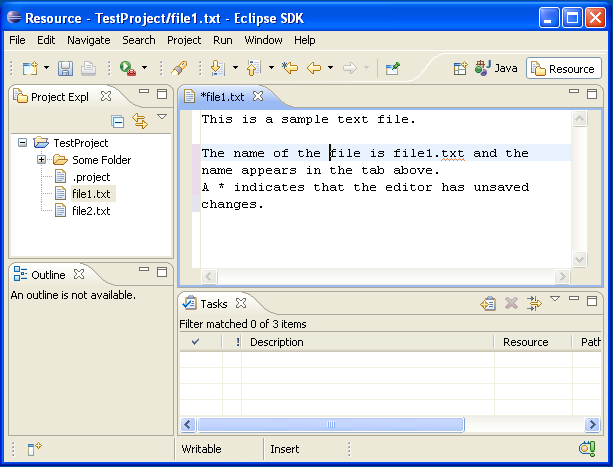 Resource - TestProject/file1.txt - Eclipse SDK
File Edit Navigate Search Project Run Window Help
Java Resource
Project Expl
TestProject
Some Folder
.project
file1.txt
file2.txt
*file1.txt
This is a sample text file.
The name of the file is file1.txt and the
name appears in the tab above.
A * indicates that the editor has unsaved
changes.
Outline
An outline is not available.
Tasks
Filter matched 0 of 3 items
! Description Resource Path
Writable Insert